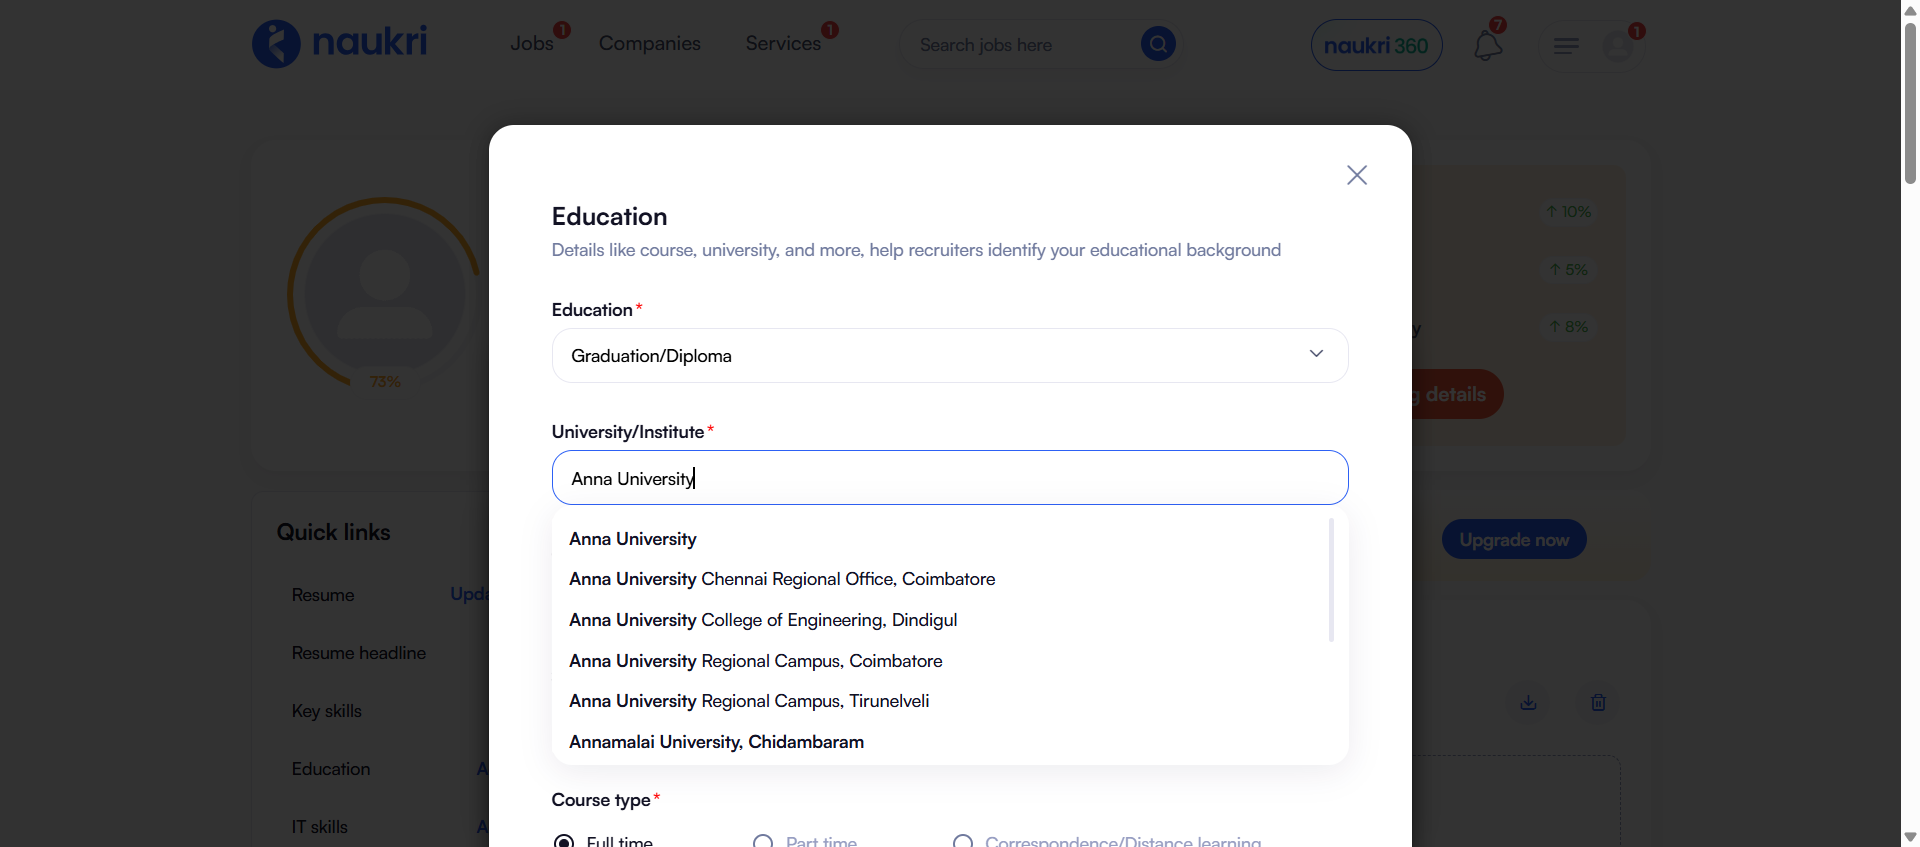 naukri
Jobs 1
Companies
Services 1
Search jobs here
naukri 360
7
1
Education
Details like course, university, and more, help recruiters identify your educational background
Education*
Graduation/Diploma
University/Institute*
Anna University
Anna University
Anna University Chennai Regional Office, Coimbatore
Anna University College of Engineering, Dindigul
Anna University Regional Campus, Coimbatore
Anna University Regional Campus, Tirunelveli
Annamalai University, Chidambaram
Course type*
Full time
Part time
Correspondence/Distance learning
73%
Quick links
Resume
Upda
Resume headline
Key skills
Education
A
IT skills
A
↑ 10%
↑ 5%
y
↑ 8%
g details
Upgrade now